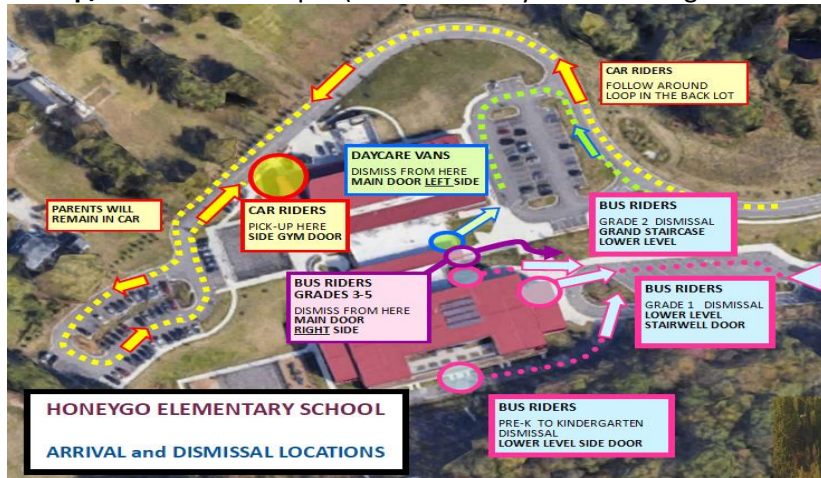 CAR RIDERS
FOLLOW AROUND
LOOP IN THE BACK LOT
DAYCARE VANS
DISMISS FROM HERE
MAIN DOOR LEFT SIDE
PARENTS WILL
REMAIN IN CAR
CAR RIDERS
PICK-UP HERE
SIDE GYM DOOR
BUS RIDERS
GRADE 2 DISMISSAL
GRAND STAIRCASE
LOWER LEVEL
BUS RIDERS
GRADES 3-5
DISMISS FROM HERE
MAIN DOOR
RIGHT SIDE
BUS RIDERS
GRADE 1 DISMISSAL
LOWER LEVEL
STAIRWELL DOOR
BUS RIDERS
PRE-K TO KINDERGARTEN
DISMISSAL
LOWER LEVEL SIDE DOOR
HONEYGO ELEMENTARY SCHOOL
ARRIVAL and DISMISSAL LOCATIONS